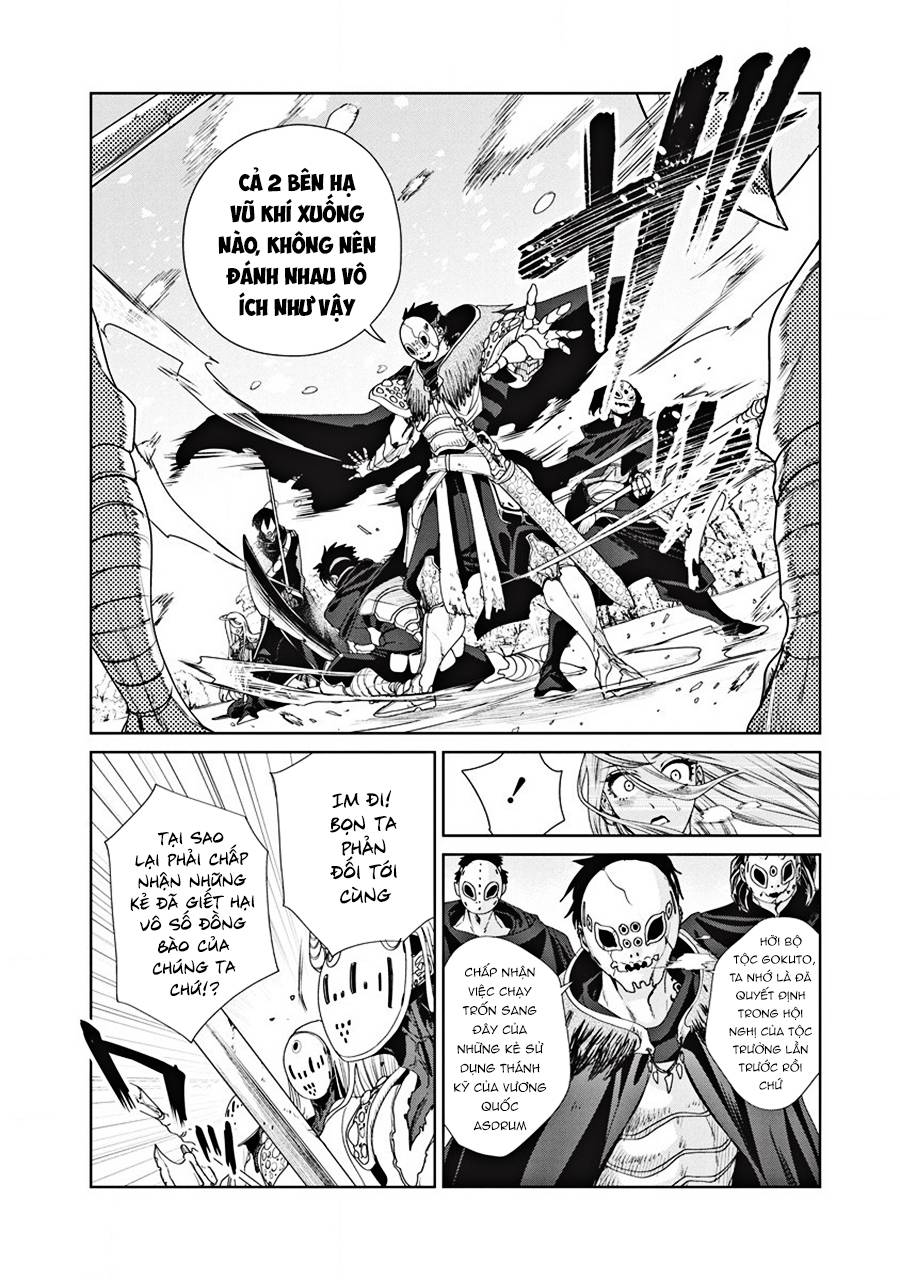 CẢ 2 BÊN HẠ
VŨ KHÍ XUỐNG
NÀO, KHÔNG NÊN
ĐÁNH NHAU VÔ
ÍCH NHƯ VẬY
!
HỠI BỘ
TỘC GOKUTO,
TA NHỚ LÀ ĐÃ
QUYẾT ĐỊNH
TRONG HỘI
NGHỊ CỦA TỘC
TRƯỞNG LẦN
TRƯỚC RỒI
CHỨ
CHẤP NHẬN
VIỆC CHẠY
TRỐN SANG
ĐÂY CỦA
NHỮNG KẺ SỬ
DỤNG THÁNH
KỸ CỦA VƯƠNG
QUỐC
ASDRUM
IM ĐI!
BỌN TA
PHẢN
ĐỐI TỚI
CÙNG
TẠI SAO
LẠI PHẢI CHẤP
NHẬN NHỮNG
KẺ ĐÃ GIẾT HẠI
VÔ SỐ ĐỒNG
BÀO CỦA
CHÚNG TA
CHỨ!?